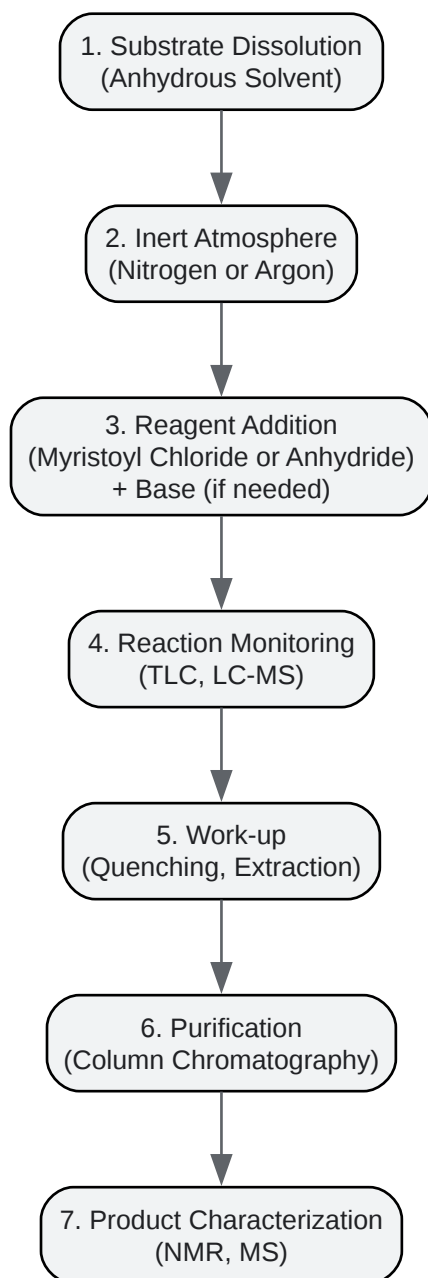 1. Substrate Dissolution
(Anhydrous Solvent)
2. Inert Atmosphere
(Nitrogen or Argon)
3. Reagent Addition
(Myristoyl Chloride or Anhydride)
+ Base (if needed)
4. Reaction Monitoring
(TLC, LC-MS)
5. Work-up
(Quenching, Extraction)
6. Purification
(Column Chromatography)
7. Product Characterization
(NMR, MS)